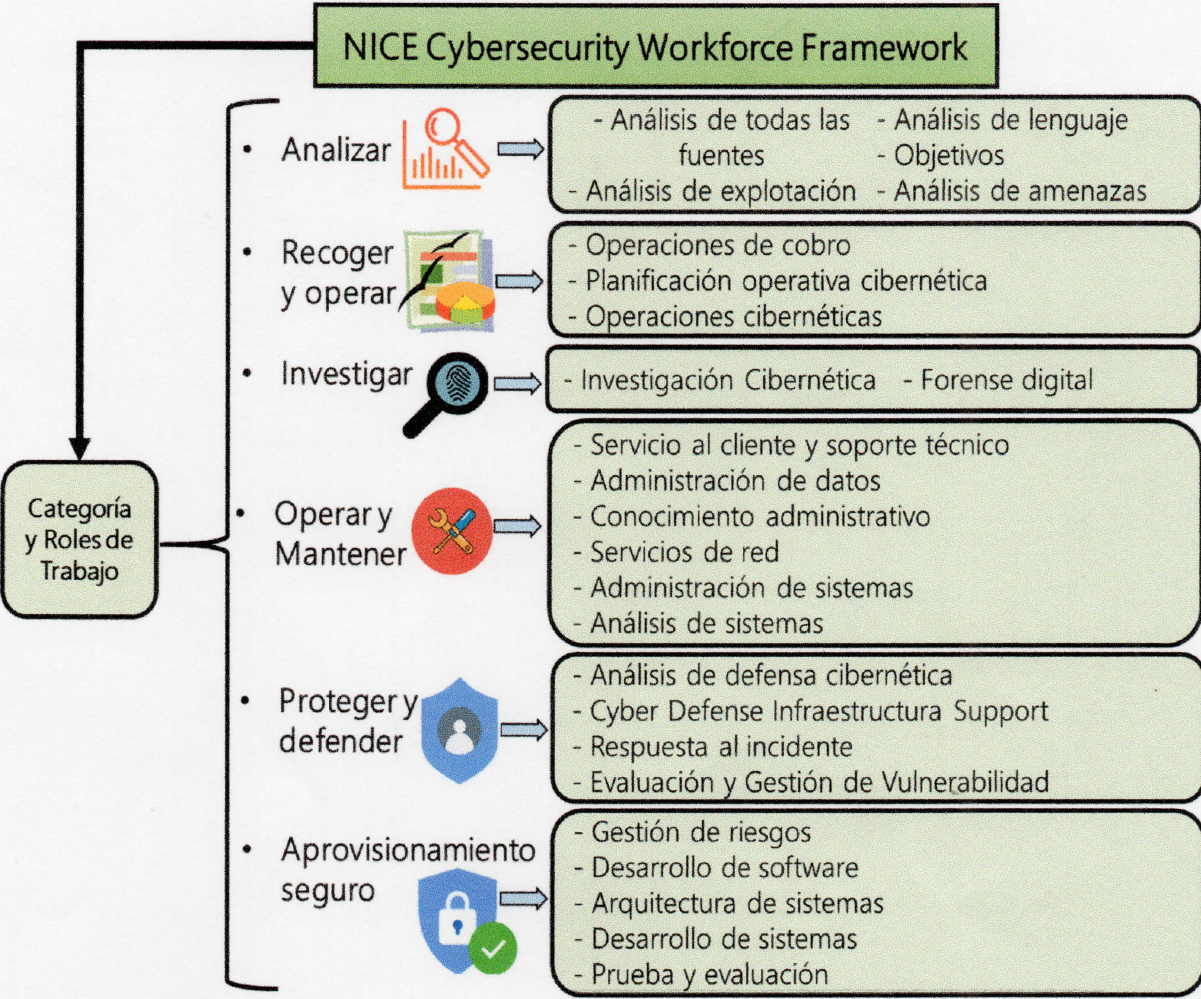 NICE Cybersecurity Workforce Framework
Categoría
y Roles de
Trabajo
• Analizar
- Análisis de todas las
fuentes
- Análisis de explotación
- Análisis de lenguaje
- Objetivos
- Análisis de amenazas
• Recoger
y operar
- Operaciones de cobro
- Planificación operativa cibernética
- Operaciones cibernéticas
• Investigar
- Investigación Cibernética - Forense digital
• Operar y
Mantener
- Servicio al cliente y soporte técnico
- Administración de datos
- Conocimiento administrativo
- Servicios de red
- Administración de sistemas
- Análisis de sistemas
• Proteger y
defender
- Análisis de defensa cibernética
- Cyber Defense Infraestructura Support
- Respuesta al incidente
- Evaluación y Gestión de Vulnerabilidad
• Aprovisionamiento
seguro
- Gestión de riesgos
- Desarrollo de software
- Arquitectura de sistemas
- Desarrollo de sistemas
- Prueba y evaluación